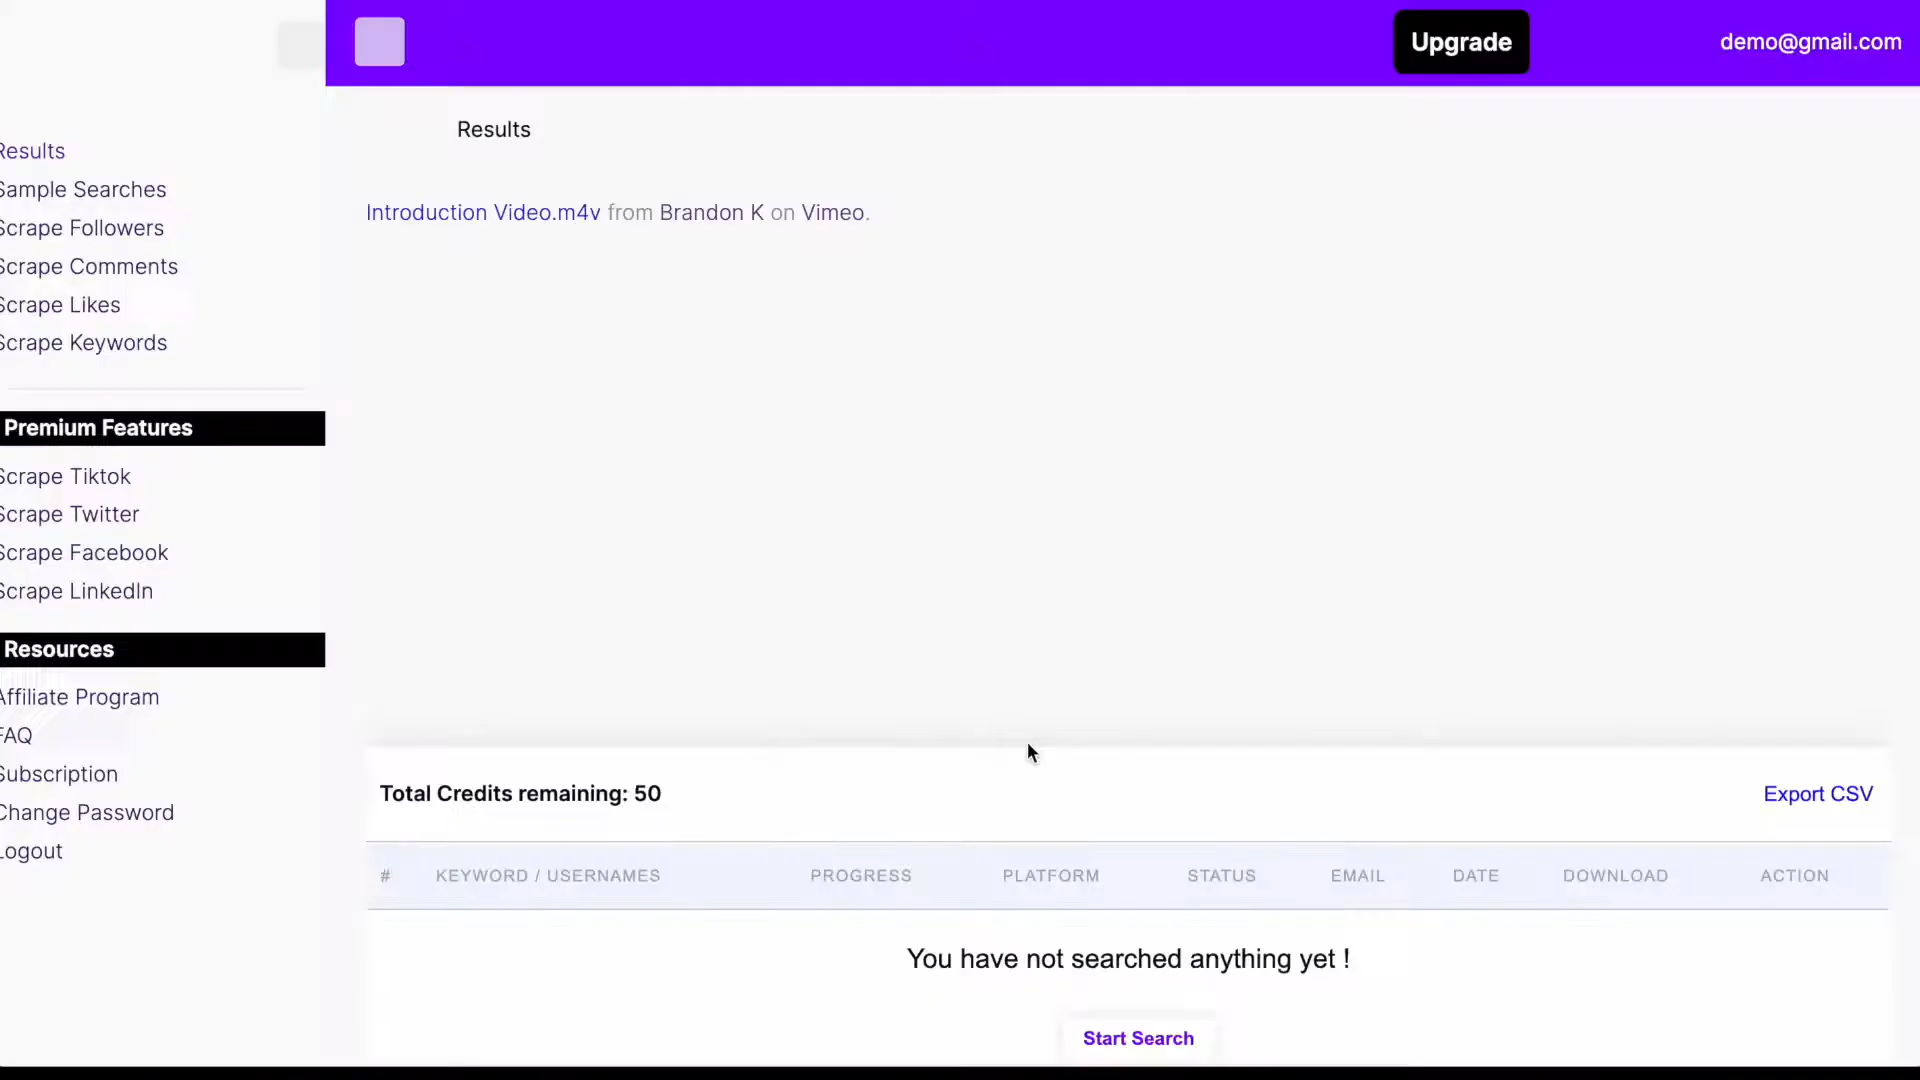 Upgrade
demo@gmail.com
Results
Results
Sample Searches
Scrape Followers
Scrape Comments
Scrape Likes
Scrape Keywords
Introduction Video.m4v from Brandon K on Vimeo.
Premium Features
Scrape Tiktok
Scrape Twitter
Scrape Facebook
Scrape LinkedIn
Resources
Affiliate Program
FAQ
Subscription
Change Password
Logout
Total Credits remaining: 50
Export CSV
# KEYWORD / USERNAMES PROGRESS PLATFORM STATUS EMAIL DATE DOWNLOAD ACTION
You have not searched anything yet !
Start Search